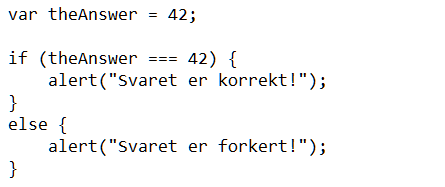 var theAnswer = 42;
if (theAnswer === 42) {
alert("Svaret er korrekt!");
}
else {
alert("Svaret er forkert!");
}